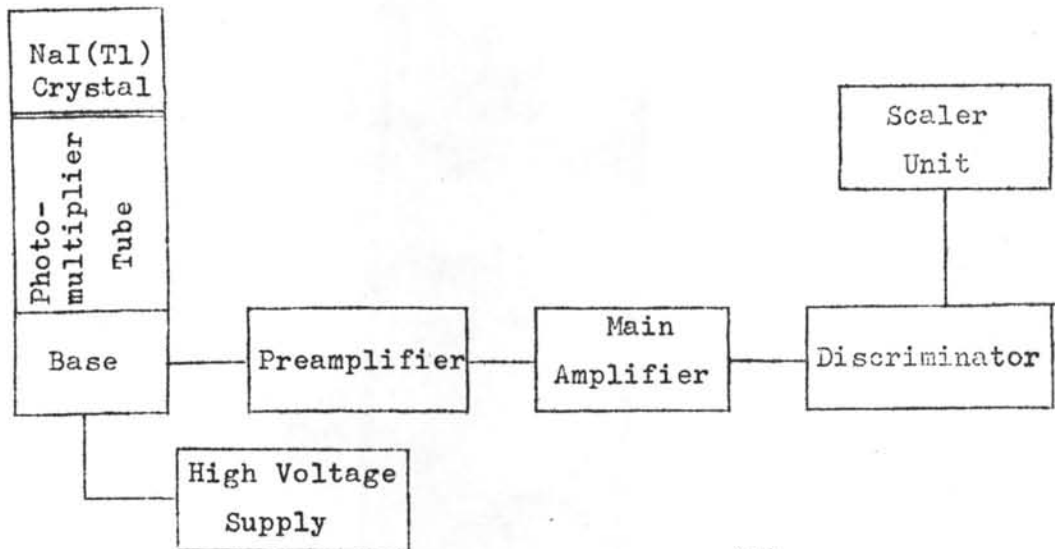 NaI(Tl)
Crystal
Photo-
multiplier
Tube
Base
Preamplifier
Main
Amplifier
Discriminator
Scaler
Unit
High Voltage
Supply